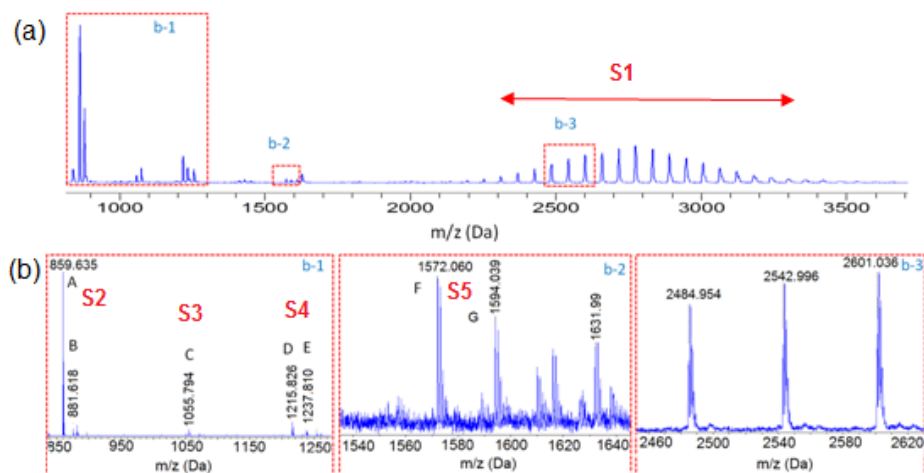 (a)
b-1
S1
b-2
b-3
1000 1500 2000 2500 3000 3500
m/z (Da)
(b)
859.635
b-1
A
S2
S3
S4
B
C
D
E
881.618
1055.794
1215.826
1237.810
850 950 1050 1150 1250
m/z (Da)
1572.060
b-2
F
S5
G
1594.039
1631.99
1540 1560 1580 1600 1620 1640
m/z (Da)
b-3
2484.954
2542.996
2601.036
2460 2500 2540 2580 2620
m/z (Da)